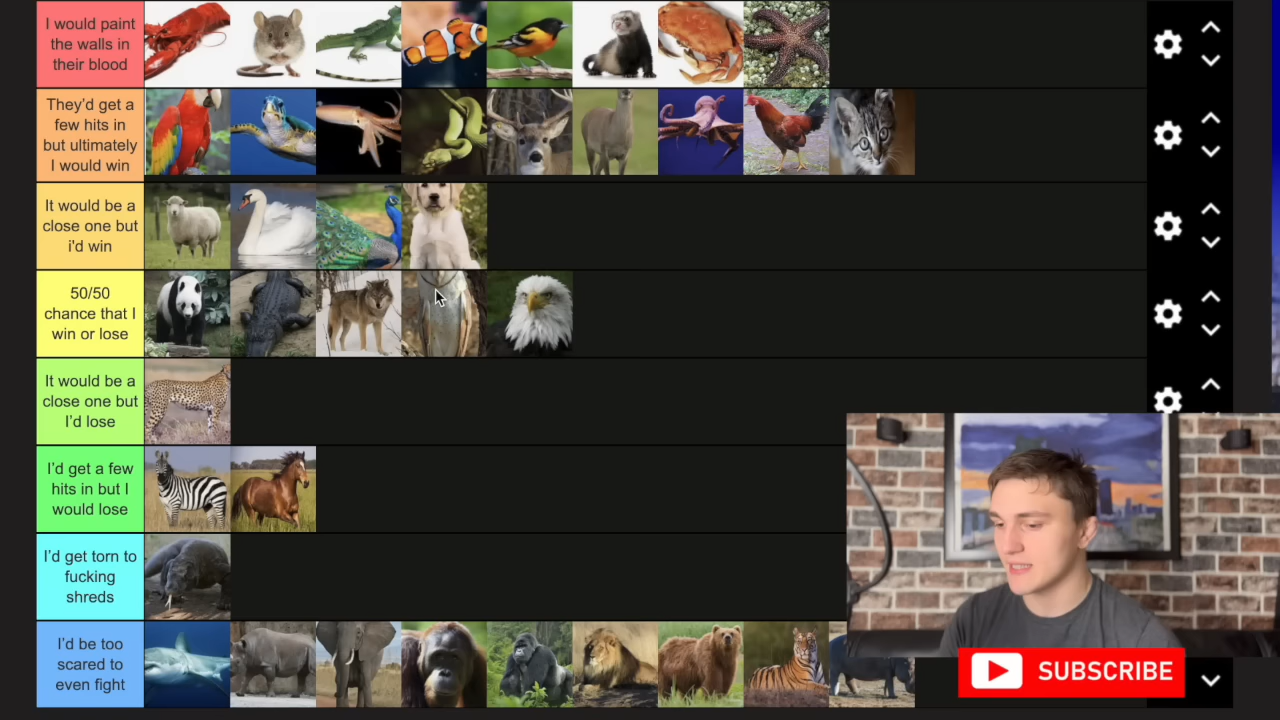 I would paint
the walls in
their blood
They'd get a
few hits in
but ultimately
I would win
It would be a
close one but
i'd win
50/50
chance that I
win or lose
It would be a
close one but
I'd lose
I'd get a few
hits in but I
would lose
I'd get torn to
fucking
shreds
I'd be too
scared to
even fight
SUBSCRIBE